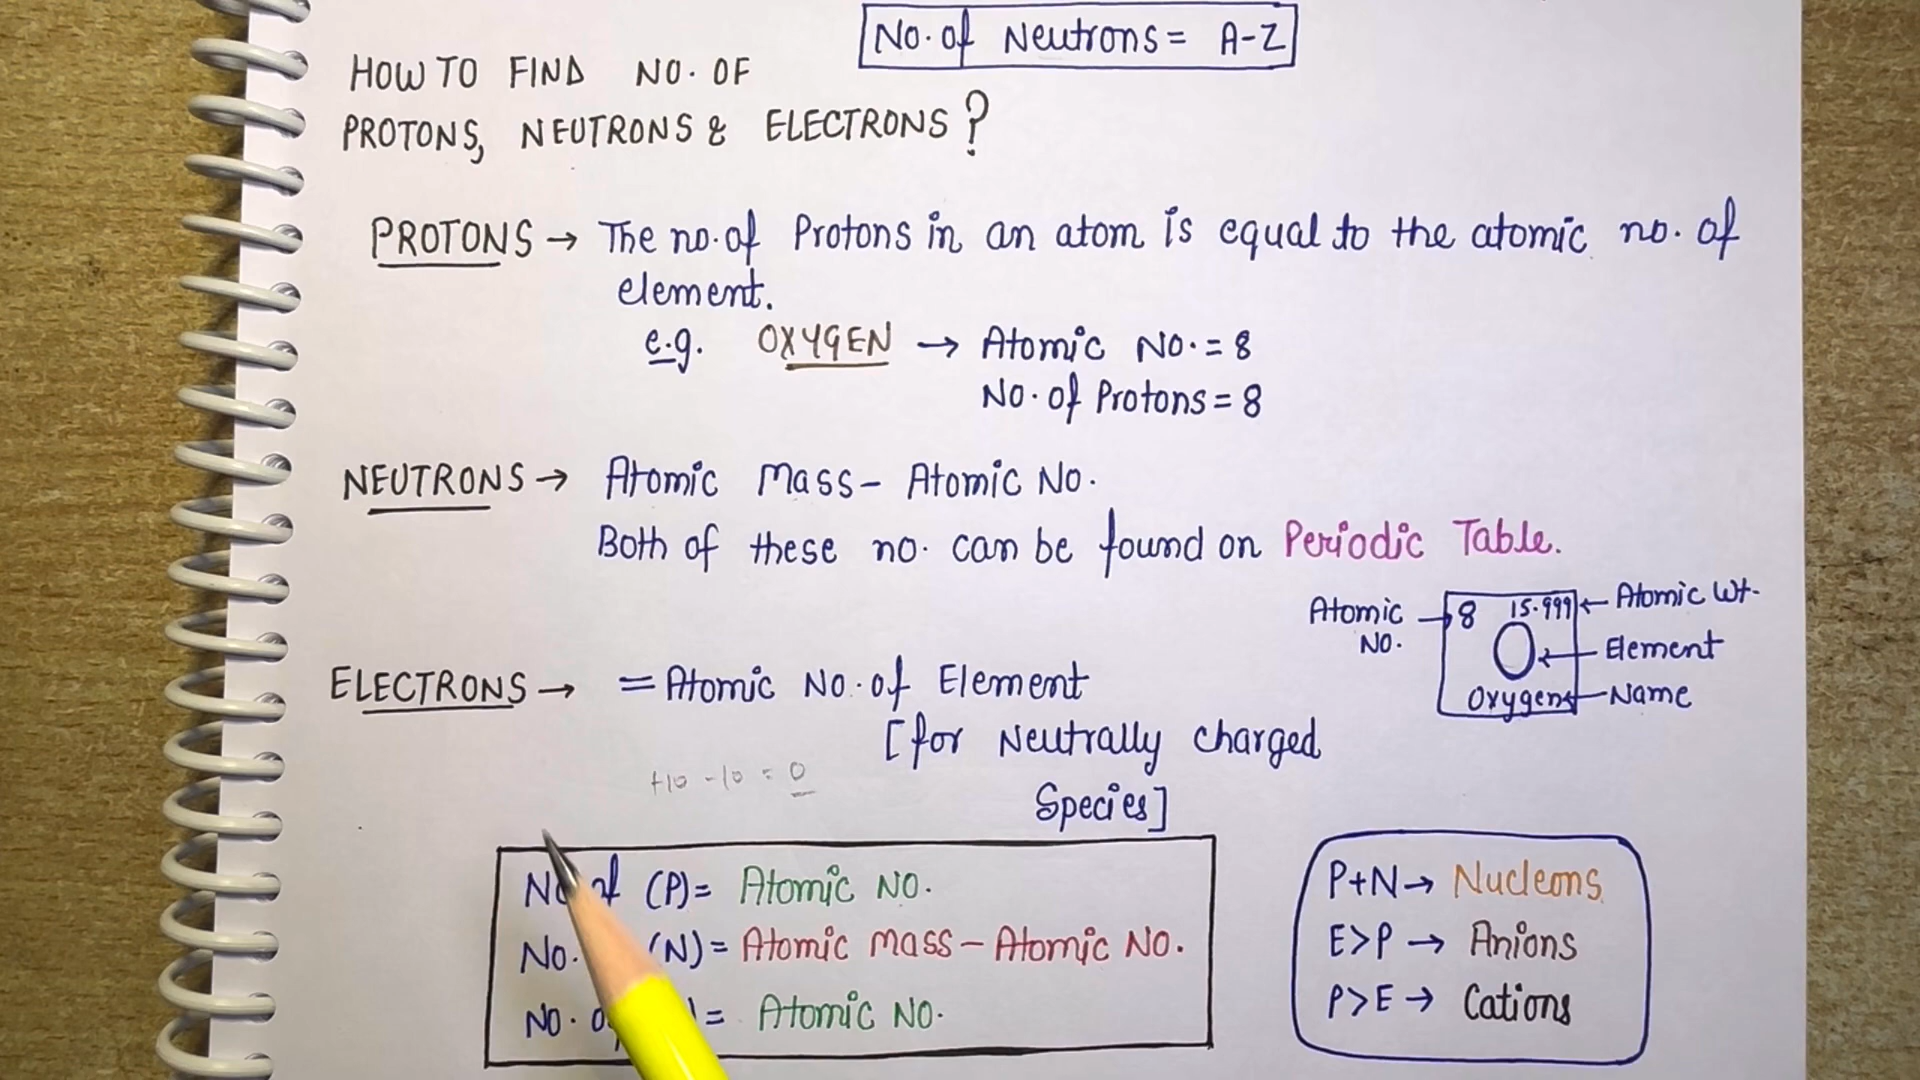 No. of Neutrons = A-Z
HOW TO FIND NO. OF
PROTONS, NEUTRONS & ELECTRONS?
PROTONS → The no. of Protons in an atom is equal to the atomic no. of
element.
e.g. OXYGEN → Atomic No. = 8
No. of Protons = 8
NEUTRONS → Atomic Mass - Atomic No.
Both of these no. can be found on Periodic Table.
Atomic No. → 8 15.999 ← Atomic Wt.
O ← Element
Oxygen ← Name
ELECTRONS → = Atomic No. of Element
[for Neutrally charged
Species]
+10 -10 = 0
No. of (P) = Atomic No.
No. (N) = Atomic Mass - Atomic No.
No. ) = Atomic No.
P+N → Nucleons
E>P → Anions
P>E → Cations